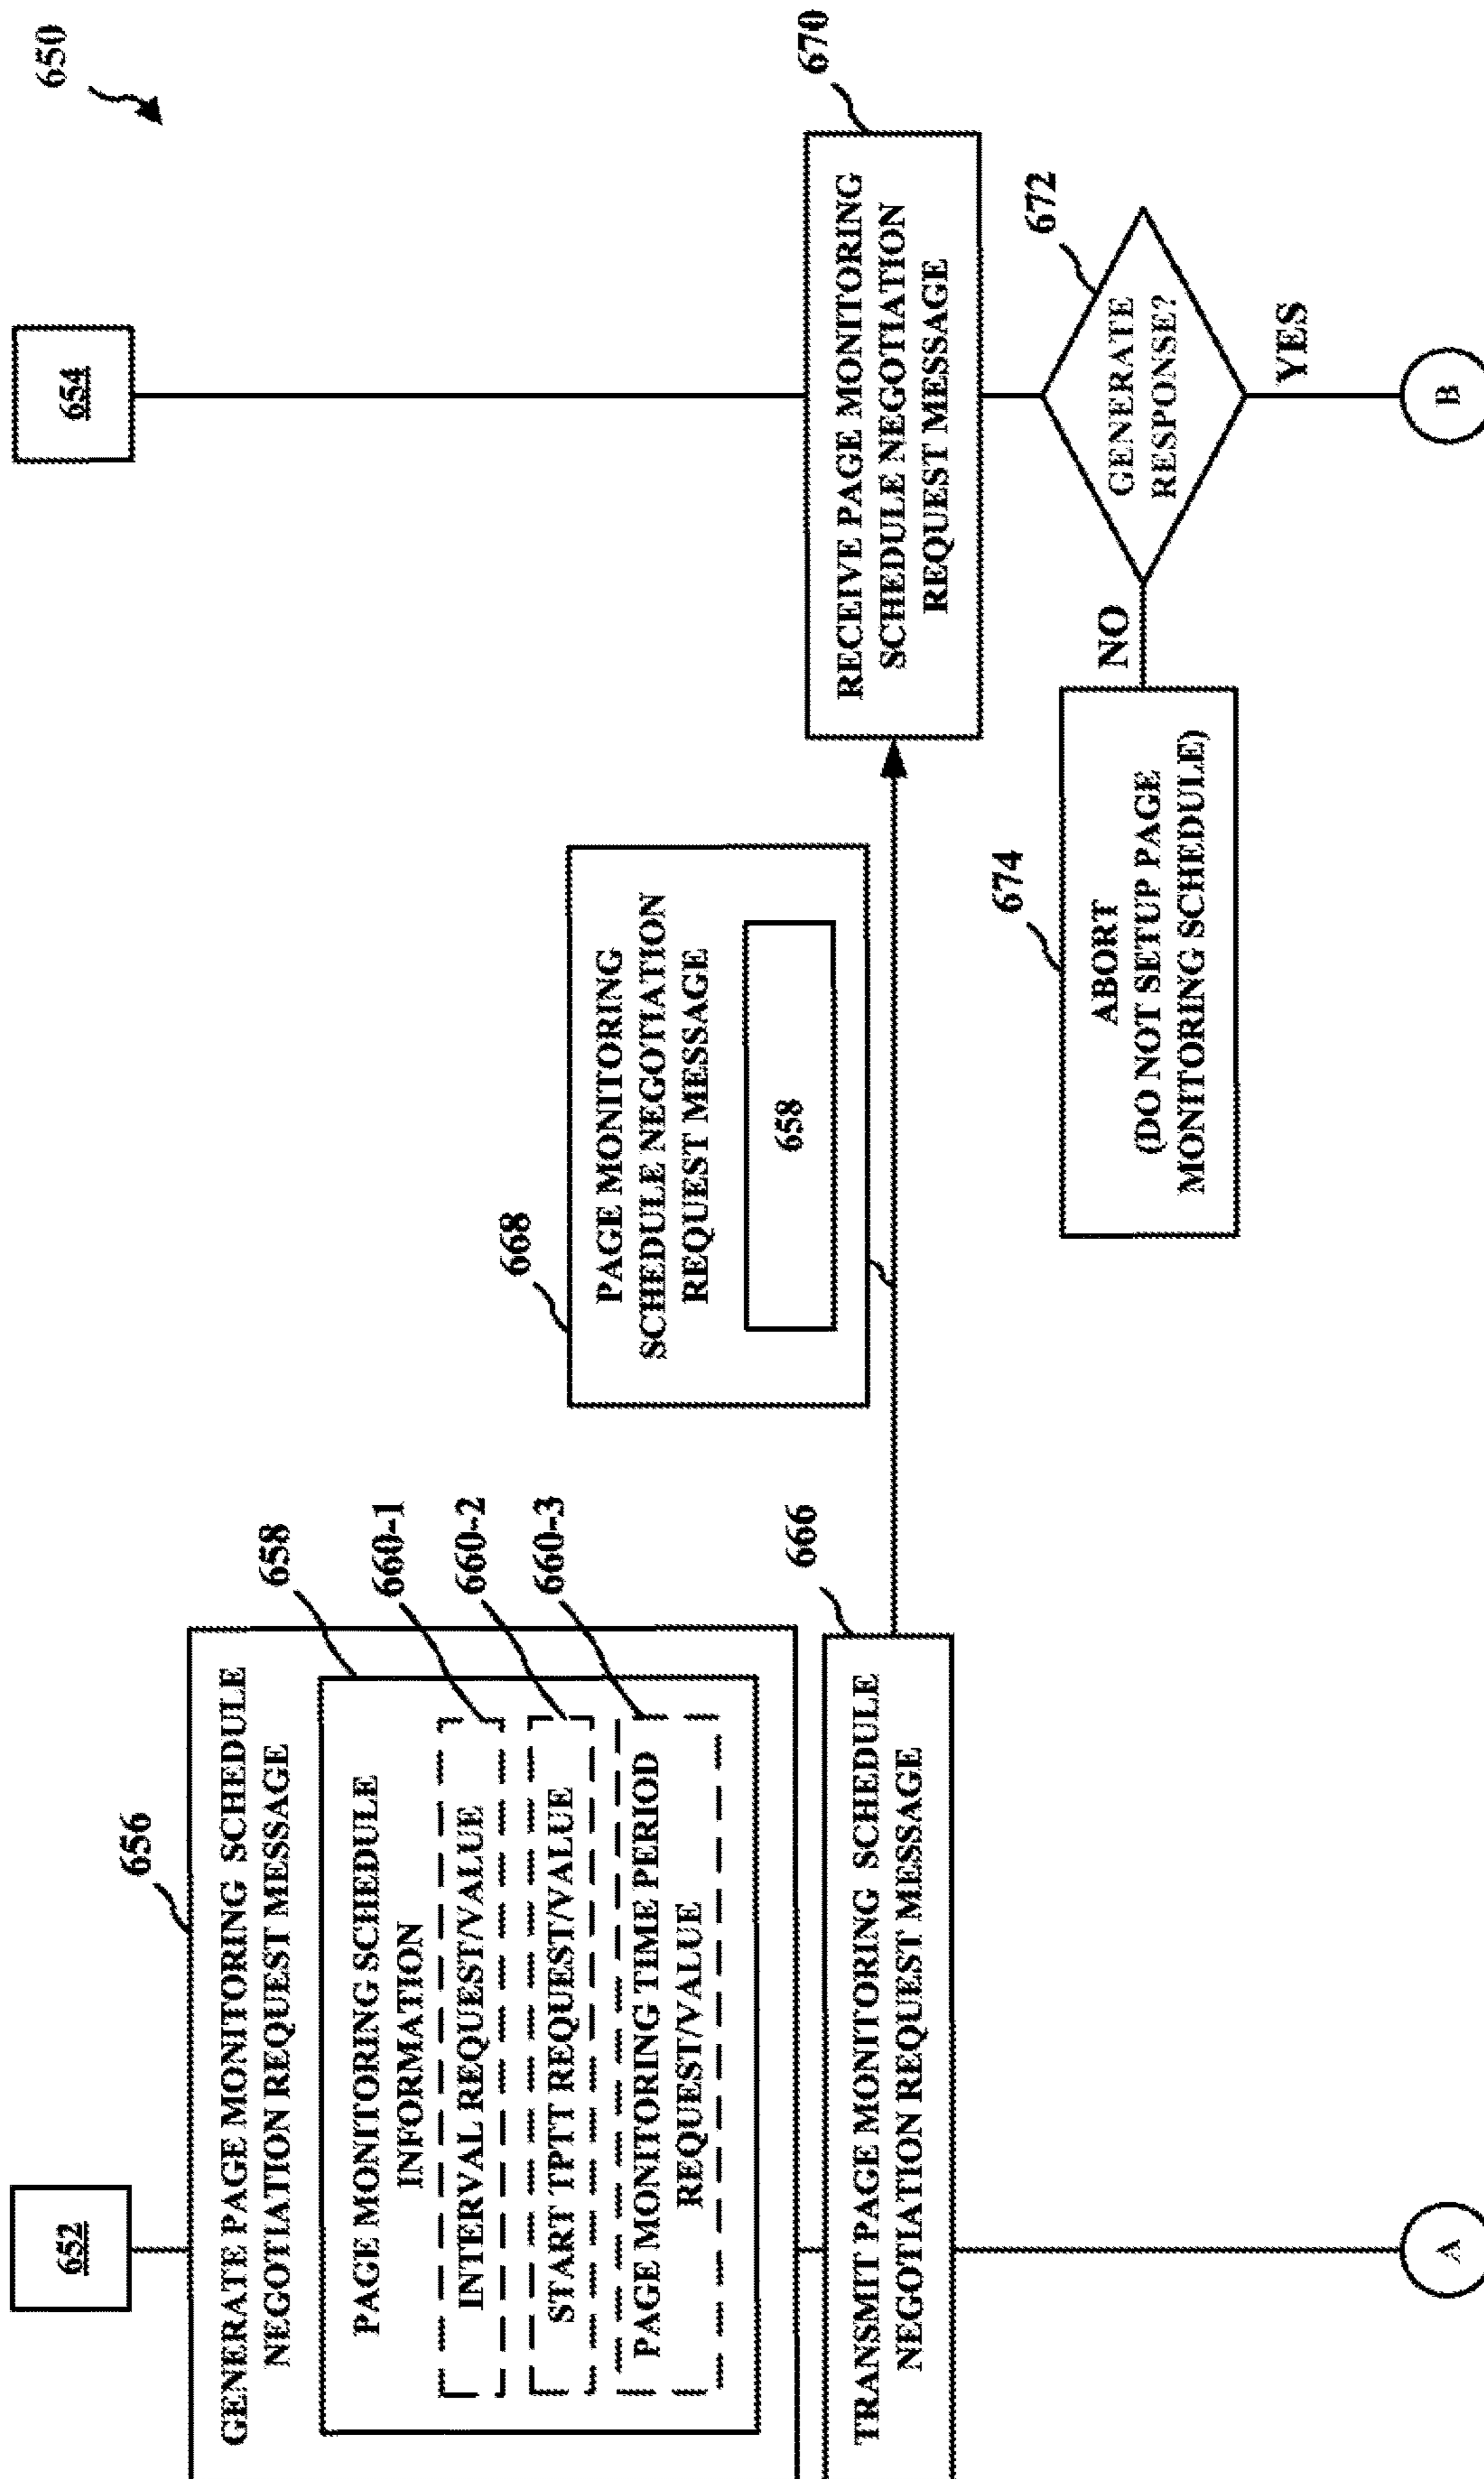 650
652
654
656
GENERATE PAGE MONITORING SCHEDULE
NEGOTIATION REQUEST MESSAGE
658
PAGE MONITORING SCHEDULE
INFORMATION
660-1
INTERVAL REQUEST/VALUE
660-2
START TPTT REQUEST/VALUE
660-3
PAGE MONITORING TIME PERIOD
REQUEST/VALUE
666
TRANSMIT PAGE MONITORING SCHEDULE
NEGOTIATION REQUEST MESSAGE
668
PAGE MONITORING
SCHEDULE NEGOTIATION
REQUEST MESSAGE
658
670
RECEIVE PAGE MONITORING
SCHEDULE NEGOTIATION
REQUEST MESSAGE
672
GENERATE
RESPONSE?
NO
YES
674
ABORT
(DO NOT SETUP PAGE
MONITORING SCHEDULE)
A
B